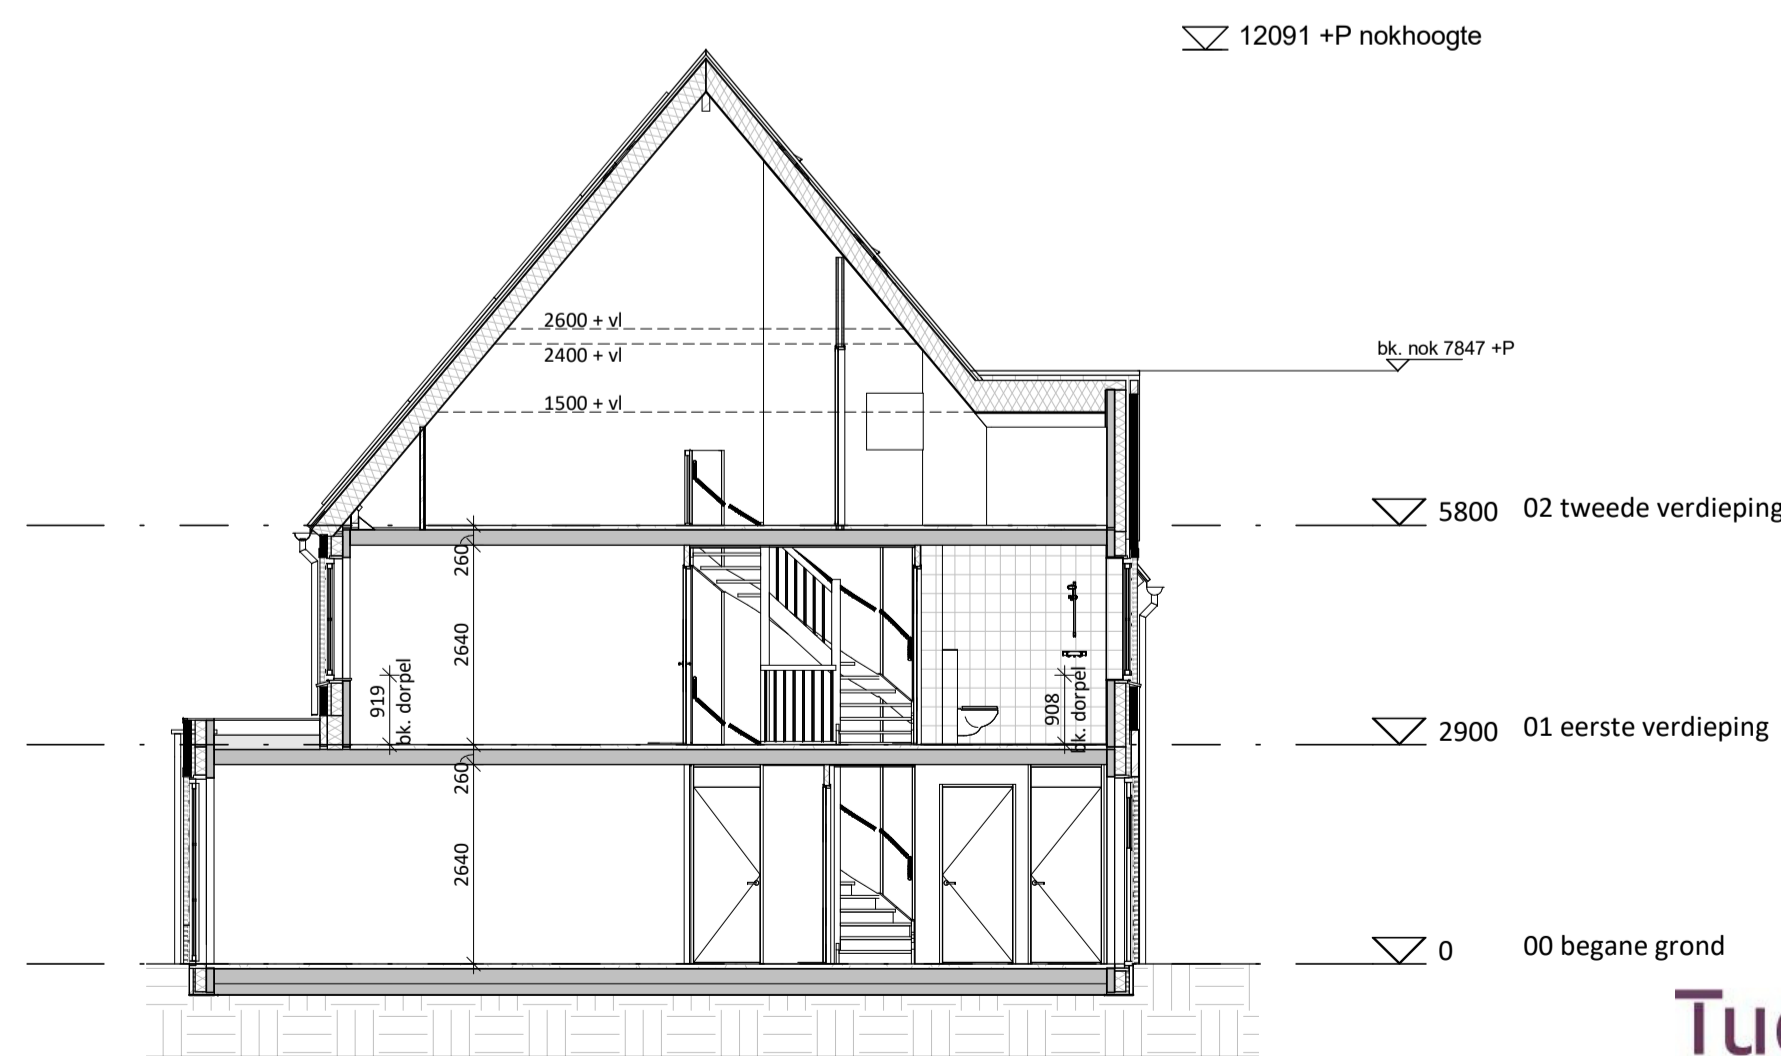 12091 +P nokhoogte
2600 + vl
2400 + vl
bk. nok 7847 +P
1500 + vl
5800 02 tweede verdieping
260
2640
919
bk. dorpel
908
bk. dorpel
2900 01 eerste verdieping
260
2640
0 00 begane grond